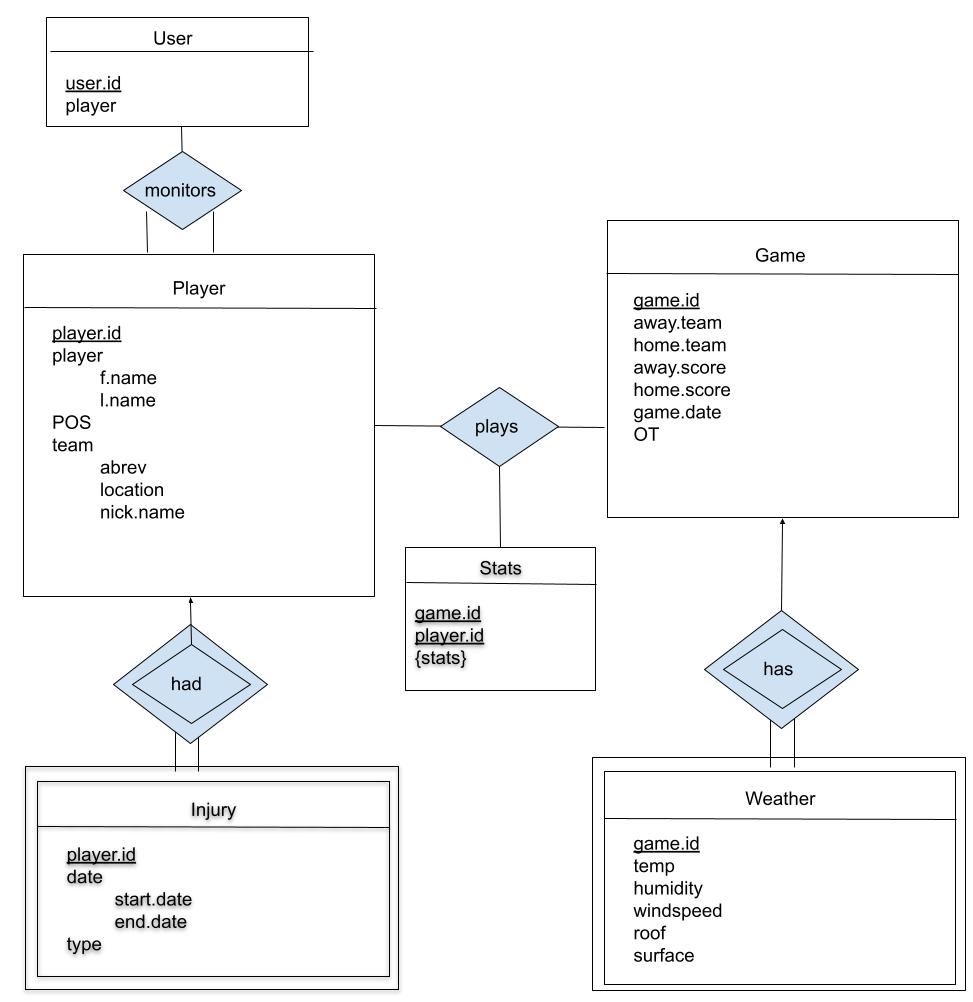 User
user.id
player
monitors
Player
player.id
player
f.name
l.name
POS
team
abrev
location
nick.name
plays
Game
game.id
away.team
home.team
away.score
home.score
game.date
OT
Stats
game.id
player.id
{stats}
had
has
Injury
player.id
date
start.date
end.date
type
Weather
game.id
temp
humidity
windspeed
roof
surface